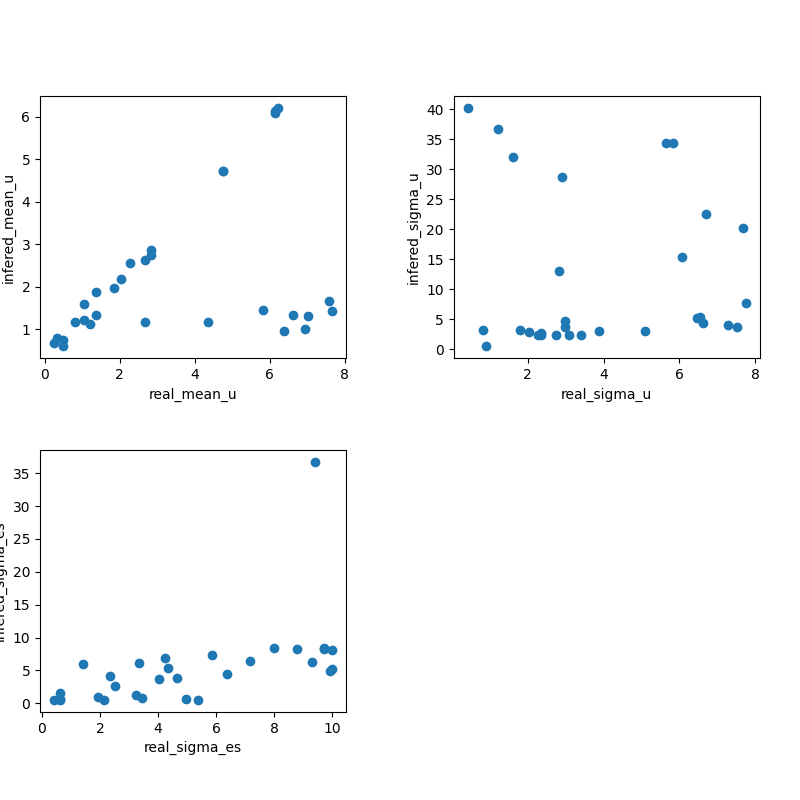 6
5
4
3
2
1
infered_mean_u
0 2 4 6 8
real_mean_u
40
35
30
25
20
15
10
5
0
infered_sigma_u
2 4 6 8
real_sigma_u
35
30
25
20
15
10
5
0
infered_sigma_es
0 2 4 6 8 10
real_sigma_es